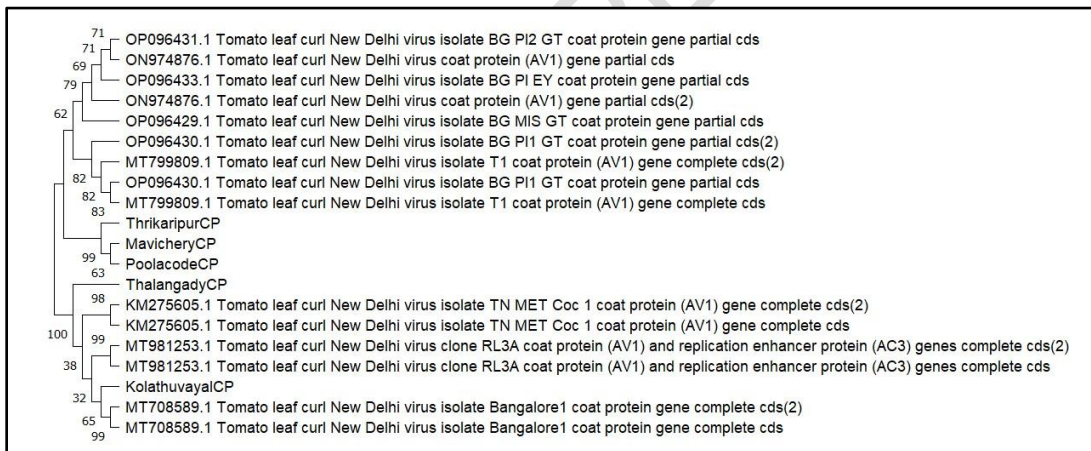 71
OP096431.1 Tomato leaf curl New Delhi virus isolate BG PI2 GT coat protein gene partial cds
71
ON974876.1 Tomato leaf curl New Delhi virus coat protein (AV1) gene partial cds
69
OP096433.1 Tomato leaf curl New Delhi virus isolate BG PI EY coat protein gene partial cds
79
ON974876.1 Tomato leaf curl New Delhi virus coat protein (AV1) gene partial cds(2)
62
OP096429.1 Tomato leaf curl New Delhi virus isolate BG MIS GT coat protein gene partial cds
OP096430.1 Tomato leaf curl New Delhi virus isolate BG PI1 GT coat protein gene partial cds(2)
MT799809.1 Tomato leaf curl New Delhi virus isolate T1 coat protein (AV1) gene complete cds(2)
82
OP096430.1 Tomato leaf curl New Delhi virus isolate BG PI1 GT coat protein gene partial cds
82
MT799809.1 Tomato leaf curl New Delhi virus isolate T1 coat protein (AV1) gene complete cds
83
ThrikaripurCP
MavicheryCP
99
PoolacodeCP
63
ThalangadyCP
98
KM275605.1 Tomato leaf curl New Delhi virus isolate TN MET Coc 1 coat protein (AV1) gene complete cds(2)
KM275605.1 Tomato leaf curl New Delhi virus isolate TN MET Coc 1 coat protein (AV1) gene complete cds
100
99
MT981253.1 Tomato leaf curl New Delhi virus clone RL3A coat protein (AV1) and replication enhancer protein (AC3) genes complete cds(2)
38
MT981253.1 Tomato leaf curl New Delhi virus clone RL3A coat protein (AV1) and replication enhancer protein (AC3) genes complete cds
KolathuvayalCP
32
MT708589.1 Tomato leaf curl New Delhi virus isolate Bangalore1 coat protein gene complete cds(2)
65
MT708589.1 Tomato leaf curl New Delhi virus isolate Bangalore1 coat protein gene complete cds
99